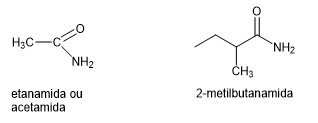 O
H₃C—C
NH₂
etanamida ou
acetamida
O
NH₂
CH₃
2-metilbutanamida